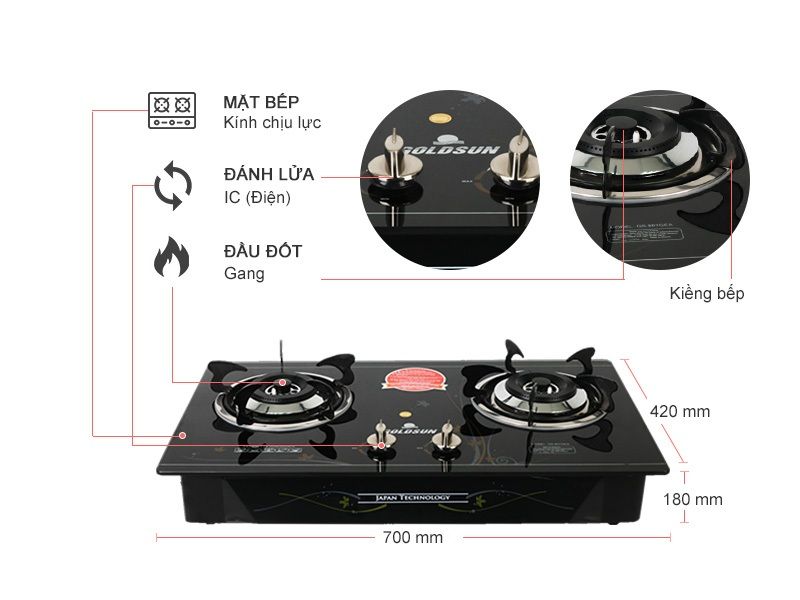 MẶT BẾP
Kính chịu lực
ĐÁNH LỬA
IC (Điện)
ĐẦU ĐỐT
Gang
GOLDSUN
MAX
Kiềng bếp
GOLDSUN
JAPAN TECHNOLOGY
420 mm
180 mm
700 mm